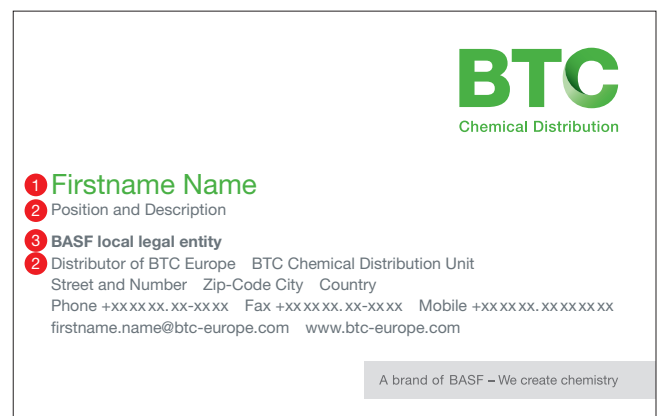 BTC
Chemical Distribution
1 Firstname Name
2 Position and Description
3 BASF local legal entity
2 Distributor of BTC Europe BTC Chemical Distribution Unit
Street and Number Zip-Code City Country
Phone +xx xx xx. xx-xx xx Fax +xx xx xx. xx-xx xx Mobile +xx xx xx. xx xx xx xx
firstname.name@btc-europe.com www.btc-europe.com
A brand of BASF – We create chemistry